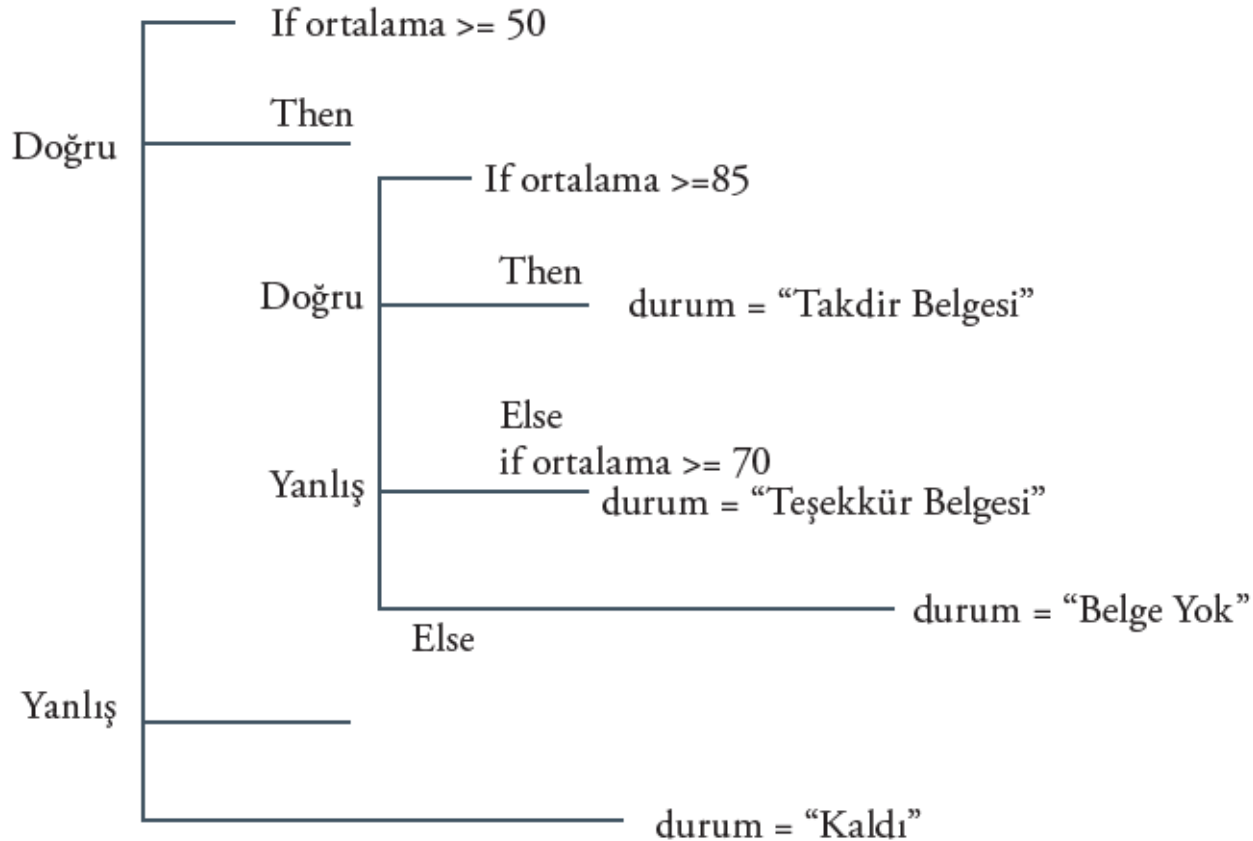 If ortalama >= 50
Then
Doğru
If ortalama >=85
Then
Doğru
durum = “Takdir Belgesi”
Else
if ortalama >= 70
Yanlış
durum = “Teşekkür Belgesi”
durum = “Belge Yok”
Else
Yanlış
durum = “Kaldı”